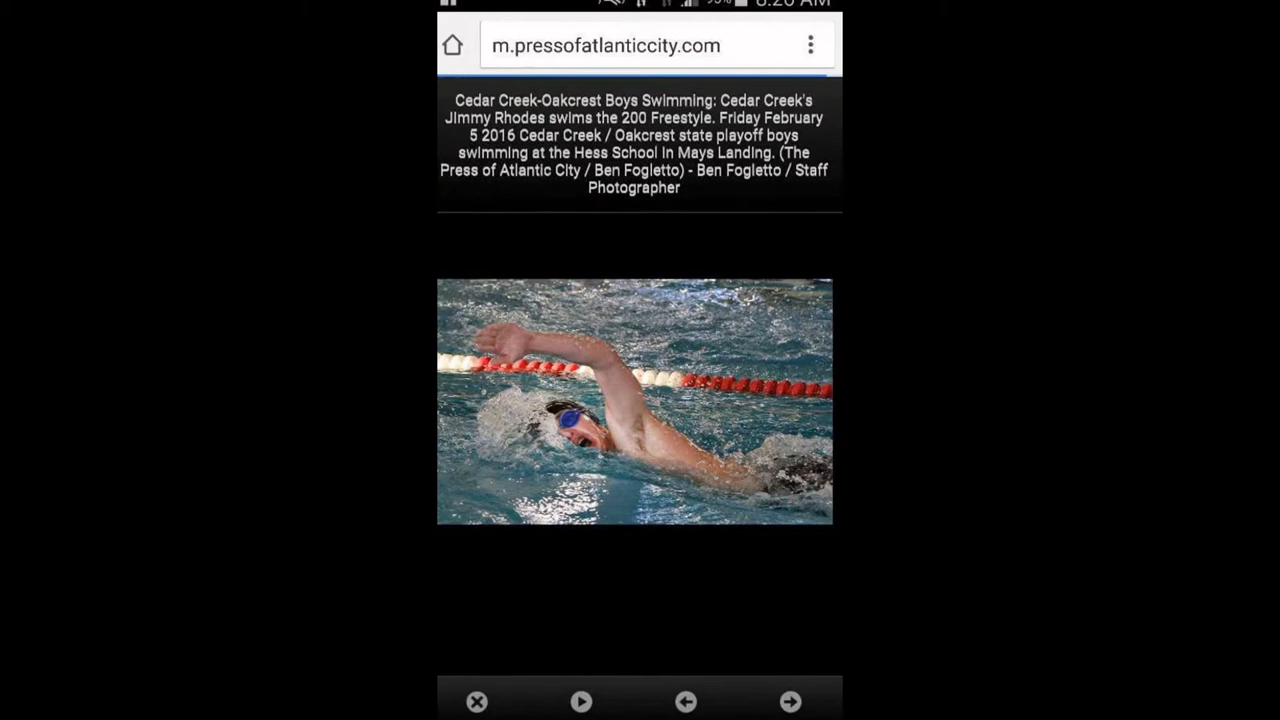 m.pressofatlanticcity.com
Cedar Creek-Oakcrest Boys Swimming: Cedar Creek's
Jimmy Rhodes swims the 200 Freestyle. Friday February
5 2016 Cedar Creek / Oakcrest state playoff boys
swimming at the Hess School in Mays Landing. (The
Press of Atlantic City / Ben Fogletto) - Ben Fogletto / Staff
Photographer